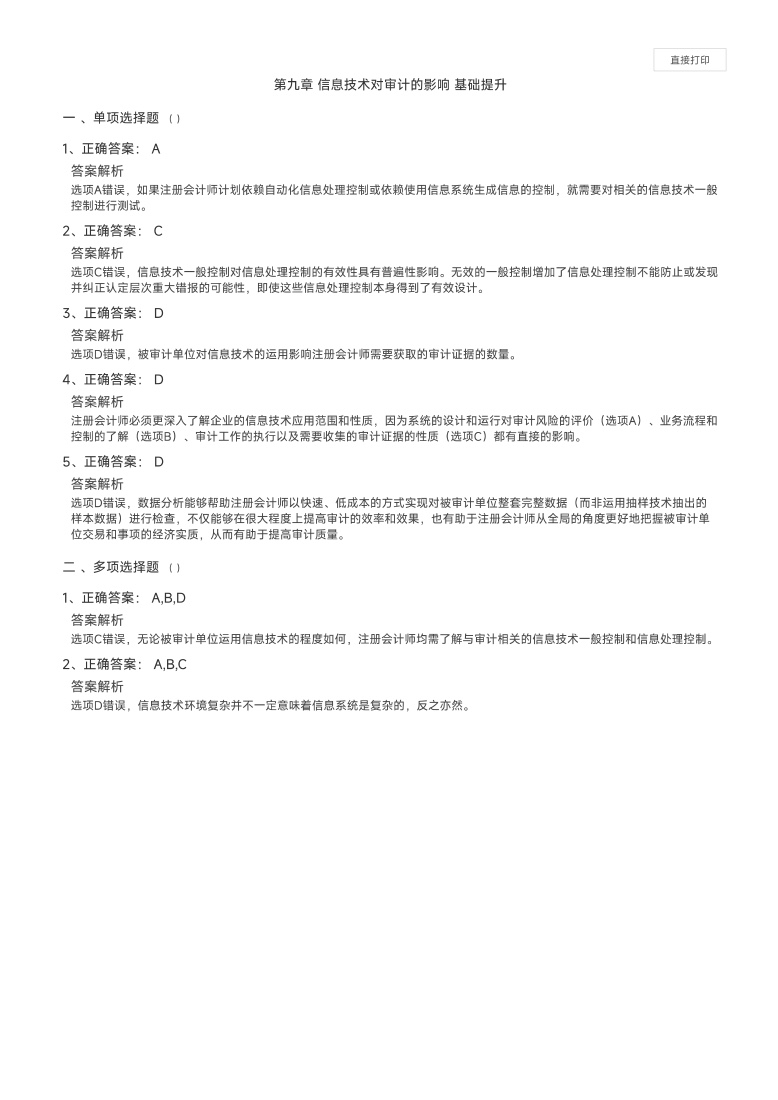 直接打印
第九章 信息技术对审计的影响 基础提升
一 、单项选择题 （ ）
1、正确答案： A
答案解析
选项A错误，如果注册会计师计划依赖自动化信息处理控制或依赖使用信息系统生成信息的控制，就需要对相关的信息技术一般
控制进行测试。
2、正确答案： C
答案解析
选项C错误，信息技术一般控制对信息处理控制的有效性具有普遍性影响。无效的一般控制增加了信息处理控制不能防止或发现
并纠正认定层次重大错报的可能性，即使这些信息处理控制本身得到了有效设计。
3、正确答案： D
答案解析
选项D错误，被审计单位对信息技术的运用影响注册会计师需要获取的审计证据的数量。
4、正确答案： D
答案解析
注册会计师必须更深入了解企业的信息技术应用范围和性质，因为系统的设计和运行对审计风险的评价（选项A）、业务流程和
控制的了解（选项B）、审计工作的执行以及需要收集的审计证据的性质（选项C）都有直接的影响。
5、正确答案： D
答案解析
选项D错误，数据分析能够帮助注册会计师以快速、低成本的方式实现对被审计单位整套完整数据（而非运用抽样技术抽出的
样本数据）进行检查，不仅能够在很大程度上提高审计的效率和效果，也有助于注册会计师从全局的角度更好地把握被审计单
位交易和事项的经济实质，从而有助于提高审计质量。
二 、多项选择题 （ ）
1、正确答案： A,B,D
答案解析
选项C错误，无论被审计单位运用信息技术的程度如何，注册会计师均需了解与审计相关的信息技术一般控制和信息处理控制。
2、正确答案： A,B,C
答案解析
选项D错误，信息技术环境复杂并不一定意味着信息系统是复杂的，反之亦然。